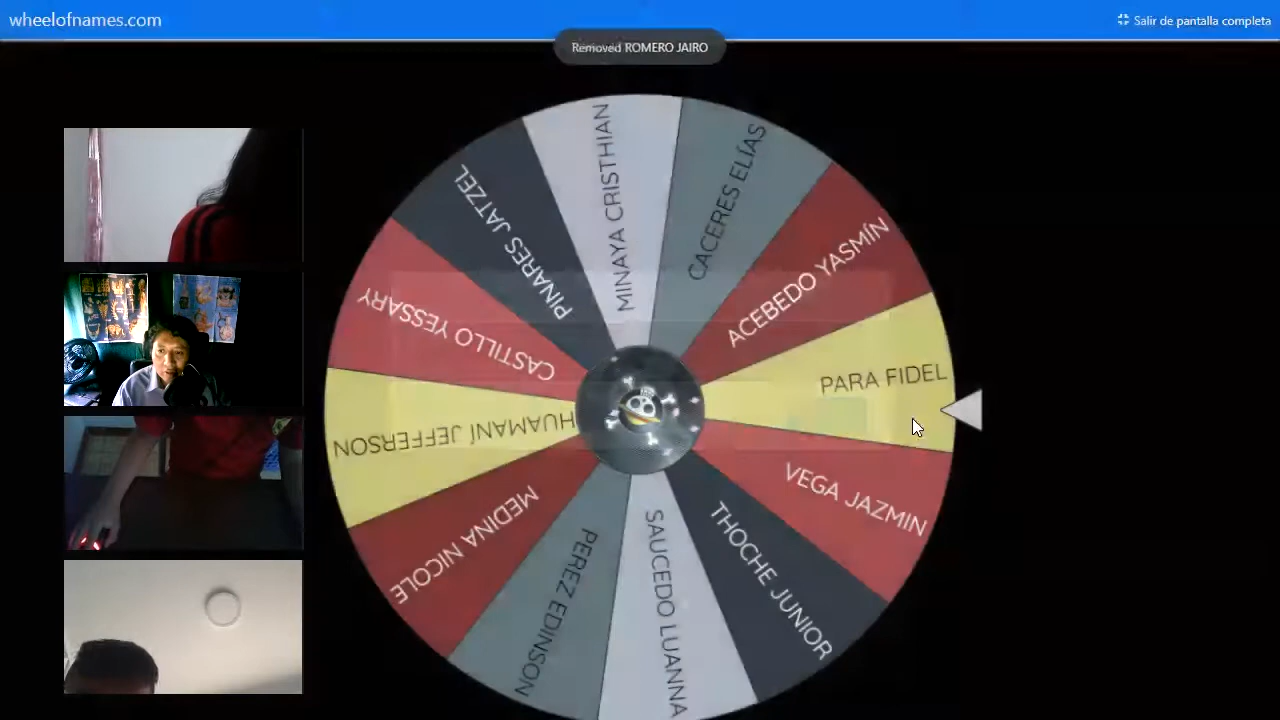 wheelofnames.com
Salir de pantalla completa
Removed ROMERO JAIRO
MINAYA CRISTHIAN
CACERES ELÍAS
ACEBEDO YASMÍN
PARA FIDEL
VEGA JAZMIN
THOCHE JUNIOR
SAUCEDO LUANNA
PEREZ EDINSON
MEDINA NICOLE
HUAMANÍ JEFFERSON
CASTILLO YESSARY
PINARES JATZEL